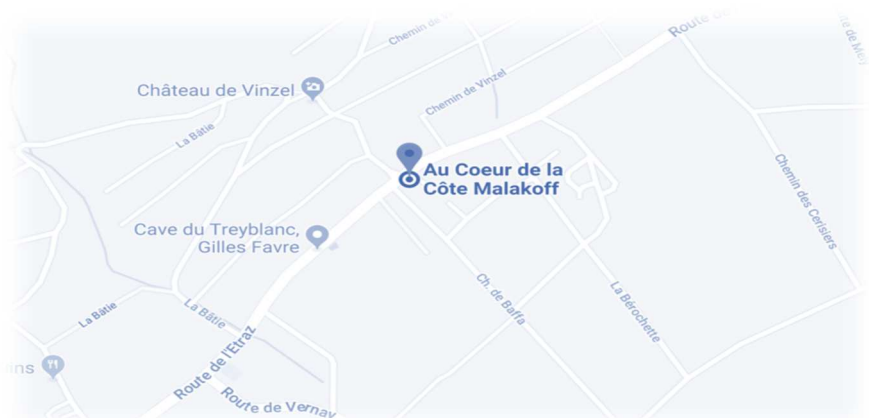 Chemin de
Route de
Château de Vinzel
Chemin de Vinzel
La Bâtie
Au Coeur de la
Côte Malakoff
Chemin des Cerisiers
Cave du Treyblanc,
Gilles Favre
Ch. de Baffa
La Bérochette
La Bâtie
La Bâtie
Route de l'Etraz
Route de Vernay